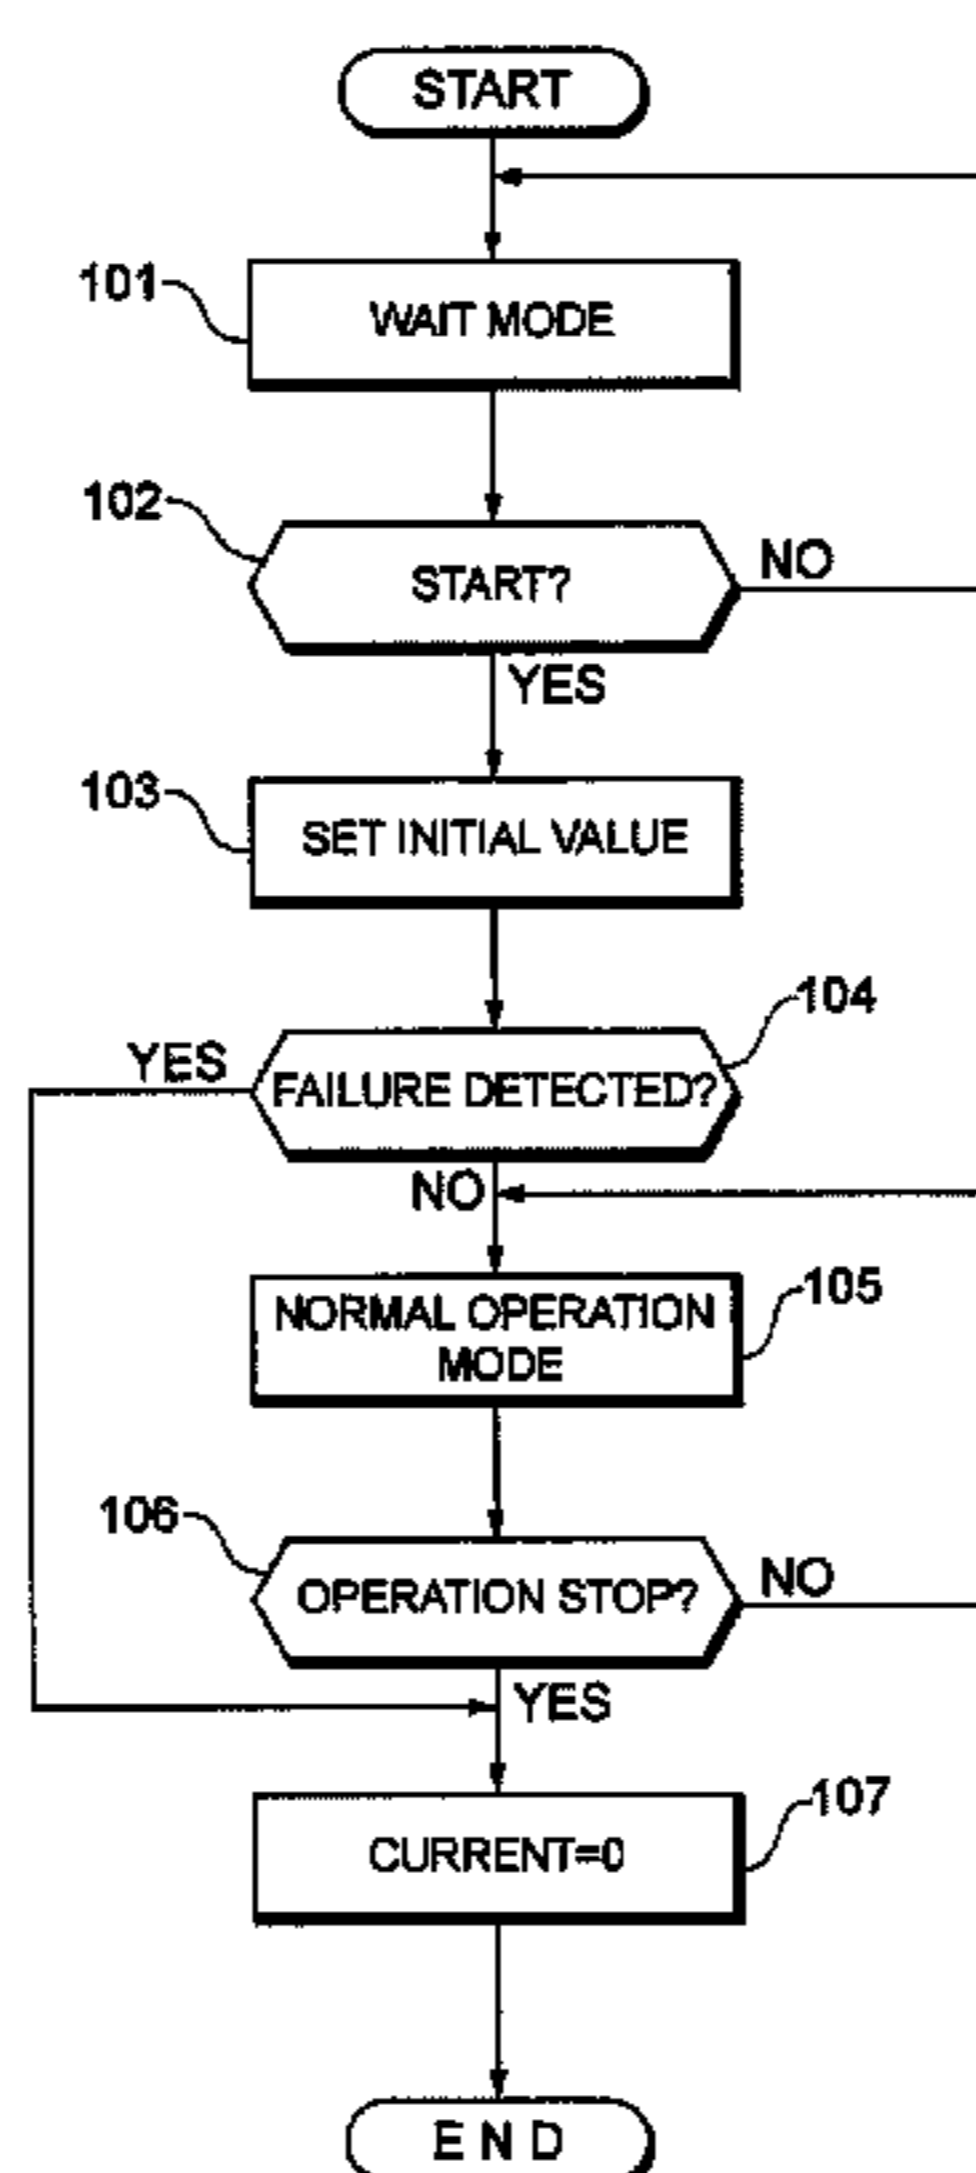 START
101
WAIT MODE
102
START?
NO
YES
103
SET INITIAL VALUE
104
YES
FAILURE DETECTED?
NO
105
NORMAL OPERATION
MODE
106
OPERATION STOP?
NO
YES
107
CURRENT=0
END